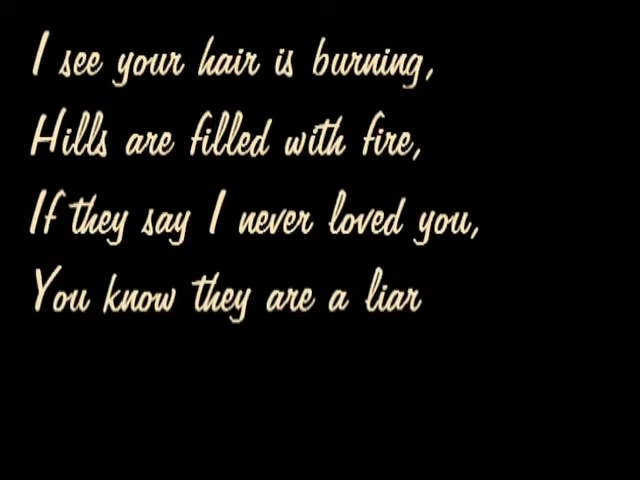 I see your hair is burning,
Hills are filled with fire,
If they say I never loved you,
You know they are a liar